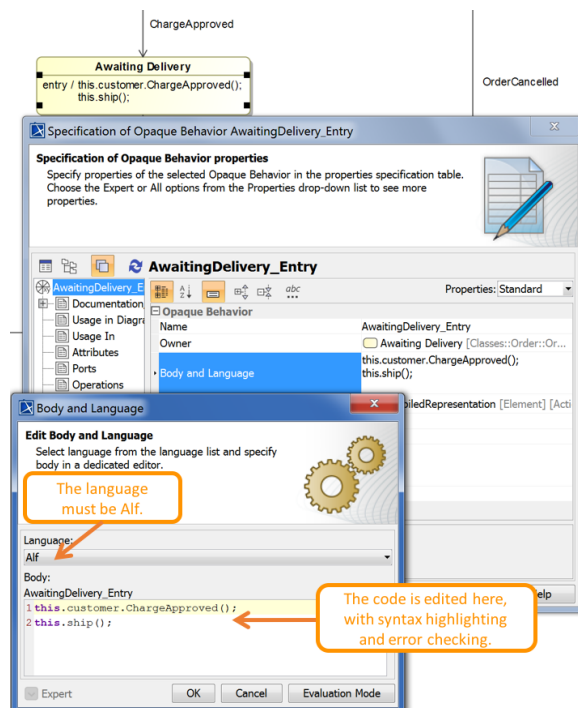 ChargeApproved
Awaiting Delivery
entry / this.customer.ChargeApproved();
this.ship();
OrderCancelled
Specification of Opaque Behavior AwaitingDelivery_Entry
Specification of Opaque Behavior properties
Specify properties of the selected Opaque Behavior in the properties specification table.
Choose the Expert or All options from the Properties drop-down list to see more
properties.
AwaitingDelivery_Entry
AwaitingDelivery_E
Documentation
Usage in Diagra
Usage In
Attributes
Ports
Operations
Properties: Standard
Opaque Behavior
Name AwaitingDelivery_Entry
Owner Awaiting Delivery [Classes::Order::Or...
Body and Language this.customer.ChargeApproved();
this.ship();
piledRepresentation [Element] [Acti
elp
Body and Language
Edit Body and Language
Select language from the language list and specify
body in a dedicated editor.
The language
must be Alf.
Language:
Alf
Body:
AwaitingDelivery_Entry
1 this.customer.ChargeApproved();
2 this.ship();
The code is edited here,
with syntax highlighting
and error checking.
Expert OK Cancel Evaluation Mode